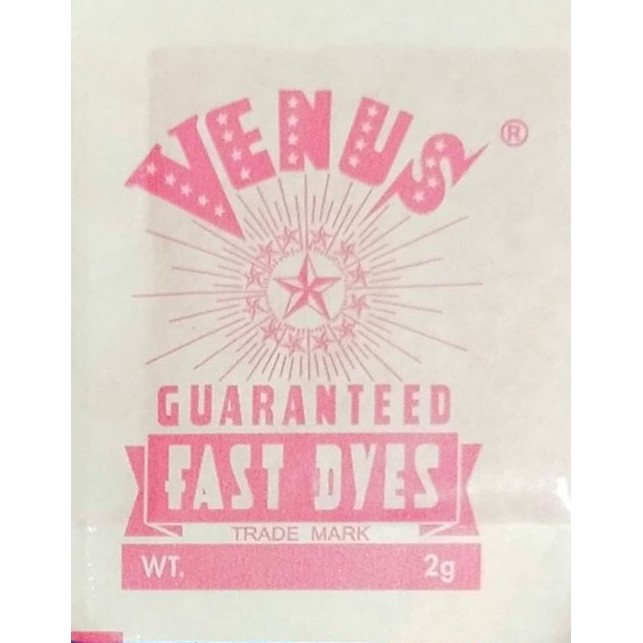 VENUS ®
GUARANTEED
FAST DYES
TRADE MARK
WT. 2g